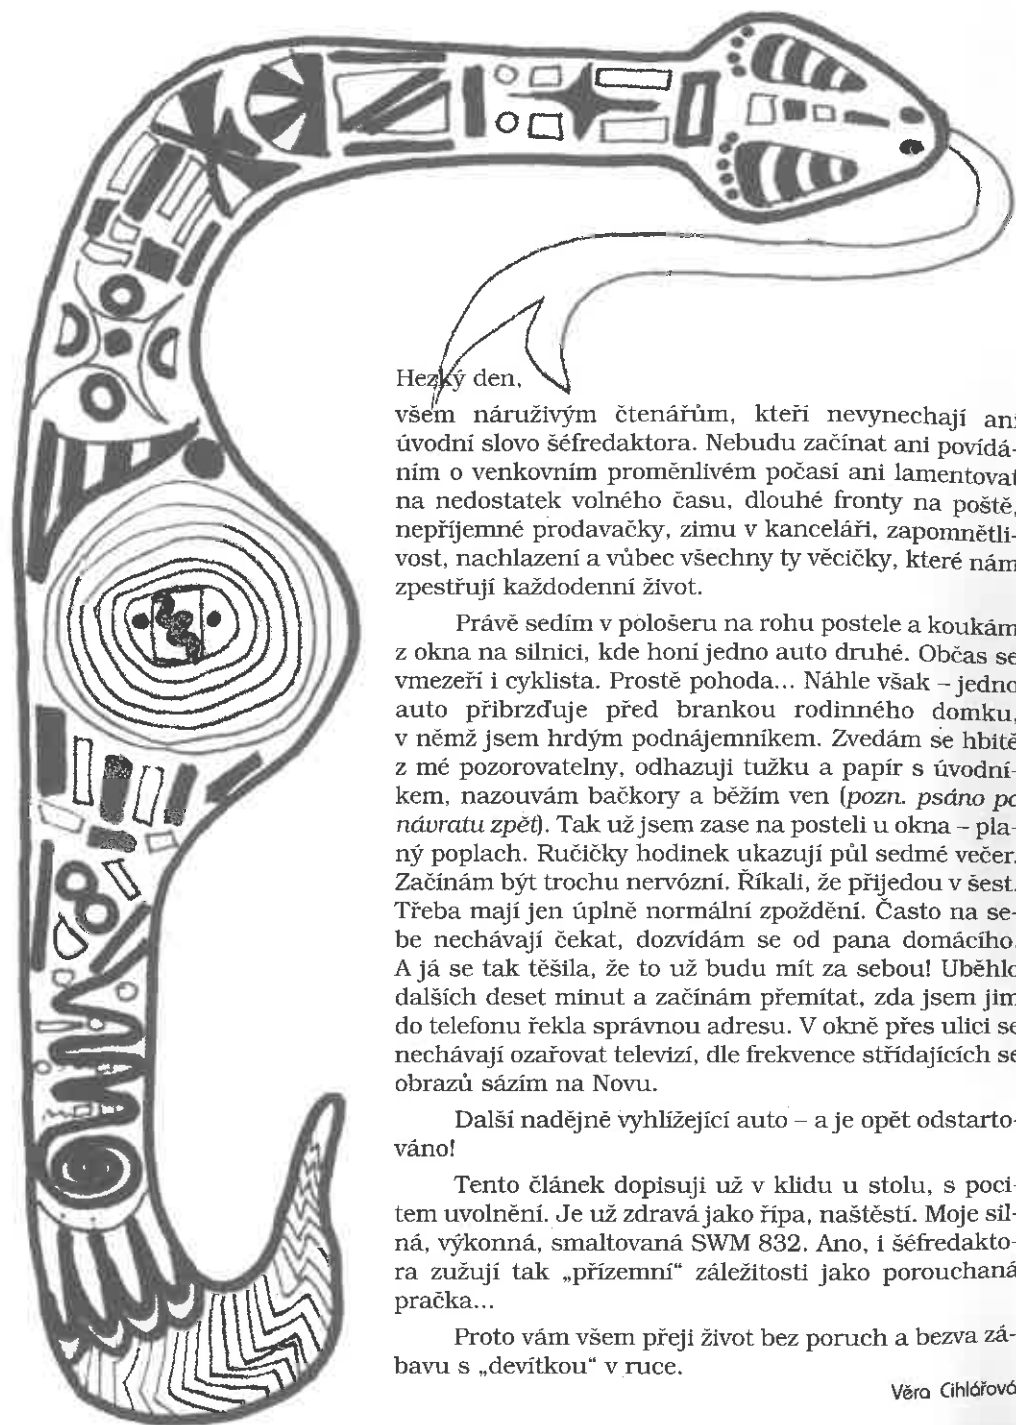 Hezký den,
všem náruživým čtenářům, kteří nevynechají ani
úvodní slovo šéfredaktora. Nebudu začínat ani povídá-
ním o venkovním proměnlivém počasí ani lamentovat
na nedostatek volného času, dlouhé fronty na poště,
nepříjemné prodavačky, zimu v kanceláři, zapomnětli-
vost, nachlazení a vůbec všechny ty věcičky, které nám
zpestřují každodenní život.
Právě sedím v pološeru na rohu postele a koukám
z okna na silnici, kde honí jedno auto druhé. Občas se
vmezeří i cyklista. Prostě pohoda... Náhle však – jedno
auto přibrzďuje před brankou rodinného domku,
v němž jsem hrdým podnájemníkem. Zvedám se hbitě
z mé pozorovatelny, odhazuji tužku a papír s úvodní-
kem, nazouvám bačkory a běžím ven (pozn. psáno po
návratu zpět). Tak už jsem zase na posteli u okna – pla-
ný poplach. Ručičky hodinek ukazují půl sedmé večer.
Začínám být trochu nervózní. Říkali, že přijedou v šest.
Třeba mají jen úplně normální zpoždění. Často na se-
be nechávají čekat, dozvídám se od pana domácího.
A já se tak těšila, že to už budu mít za sebou! Uběhlo
dalších deset minut a začínám přemítat, zda jsem jim
do telefonu řekla správnou adresu. V okně přes ulici se
nechávají ozařovat televizí, dle frekvence střídajících se
obrazů sázím na Novu.
Další nadějně vyhlížející auto – a je opět odstarto-
váno!
Tento článek dopisuji už v klidu u stolu, s poci-
tem uvolnění. Je už zdravá jako řípa, naštěstí. Moje sil-
ná, výkonná, smaltovaná SWM 832. Ano, i šéfredakto-
ra zužují tak „přízemní“ záležitosti jako porouchaná
pračka...
Proto vám všem přeji život bez poruch a bezva zá-
bavu s „devítkou“ v ruce.
Věra Cihlářová